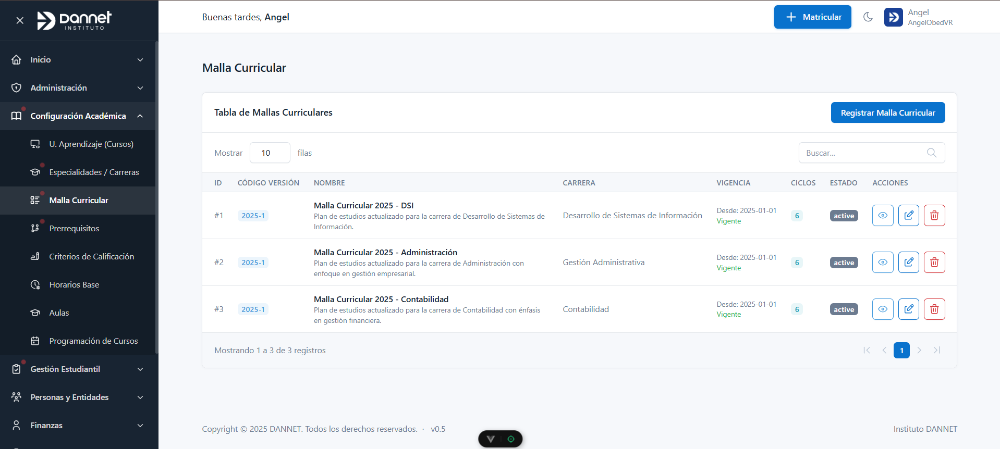 Dannet
INSTITUTO
Buenas tardes, Angel
Matricular
Angel
AngelObedVR
Inicio
Administración
Configuración Académica
U. Aprendizaje (Cursos)
Especialidades / Carreras
Malla Curricular
Prerrequisitos
Criterios de Calificación
Horarios Base
Aulas
Programación de Cursos
Gestión Estudiantil
Personas y Entidades
Finanzas
Malla Curricular
Tabla de Mallas Curriculares
Registrar Malla Curricular
Mostrar 10 filas
Buscar...
ID CÓDIGO VERSIÓN NOMBRE CARRERA VIGENCIA CICLOS ESTADO ACCIONES
Malla Curricular 2025 - DSI
#1 2025-1 Plan de estudios actualizado para la carrera de Desarrollo de Sistemas de Desarrollo de Sistemas de Información Desde: 2025-01-01 6 active
Información. Vigente
Malla Curricular 2025 - Administración
#2 2025-1 Plan de estudios actualizado para la carrera de Administración con Gestión Administrativa Desde: 2025-01-01 6 active
enfoque en gestión empresarial. Vigente
Malla Curricular 2025 - Contabilidad
#3 2025-1 Plan de estudios actualizado para la carrera de Contabilidad con énfasis Contabilidad Desde: 2025-01-01 6 active
en gestión financiera. Vigente
Mostrando 1 a 3 de 3 registros
1
Copyright © 2025 DANNET. Todos los derechos reservados. · v0.5
Instituto DANNET